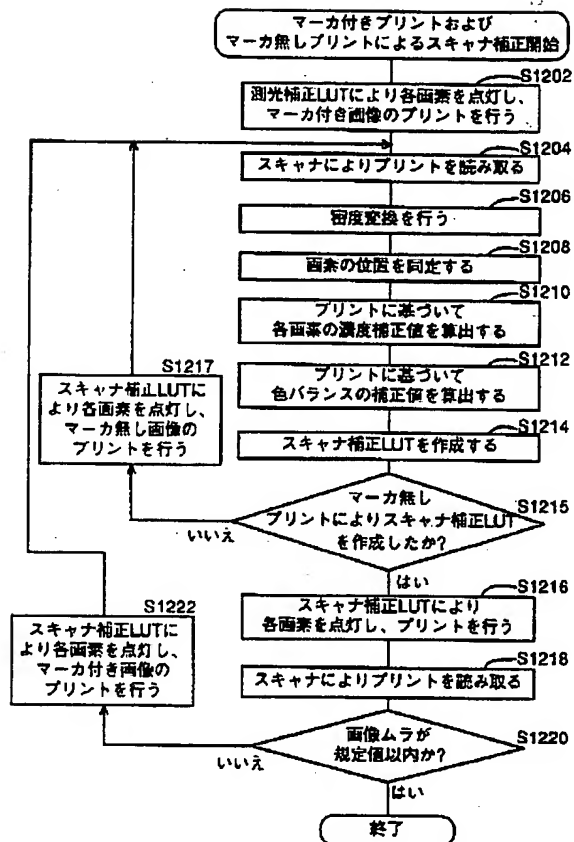 マーカ付きプリントおよび
マーカ無しプリントによるスキャナ補正開始
S1202
測光補正LUTにより各画素を点灯し、
マーカ付き画像のプリントを行う
S1204
スキャナによりプリントを読み取る
S1206
密度変換を行う
S1208
画素の位置を同定する
S1210
プリントに基づいて
各画素の濃度補正値を算出する
S1212
プリントに基づいて
色バランスの補正値を算出する
S1214
スキャナ補正LUTを作成する
S1215
マーカ無し
プリントによりスキャナ補正LUT
を作成したか?
いいえ
はい
S1217
スキャナ補正LUTに
より各画素を点灯し、
マーカ無し画像の
プリントを行う
S1216
スキャナ補正LUTにより
各画素を点灯し、プリントを行う
S1218
スキャナによりプリントを読み取る
S1220
画像ムラが
規定値以内か?
いいえ
はい
S1222
スキャナ補正LUTに
より各画素を点灯し、
マーカ付き画像の
プリントを行う
終了